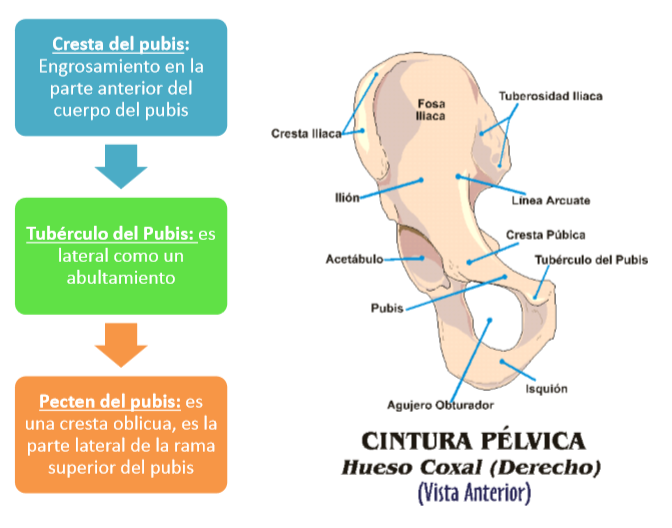 Cresta del pubis:
Engrosamiento en la
parte anterior del
cuerpo del pubis
Tubérculo del Pubis: es
lateral como un
abultamiento
Pecten del pubis: es
una cresta oblicua, es la
parte lateral de la rama
superior del pubis
Fosa
Iliaca
Tuberosidad Iliaca
Cresta Iliaca
Ilión
Línea Arcuate
Cresta Púbica
Acetábulo
Tubérculo del Pubis
Pubis
Isquión
Agujero Obturador
CINTURA PÉLVICA
Hueso Coxal (Derecho)
(Vista Anterior)